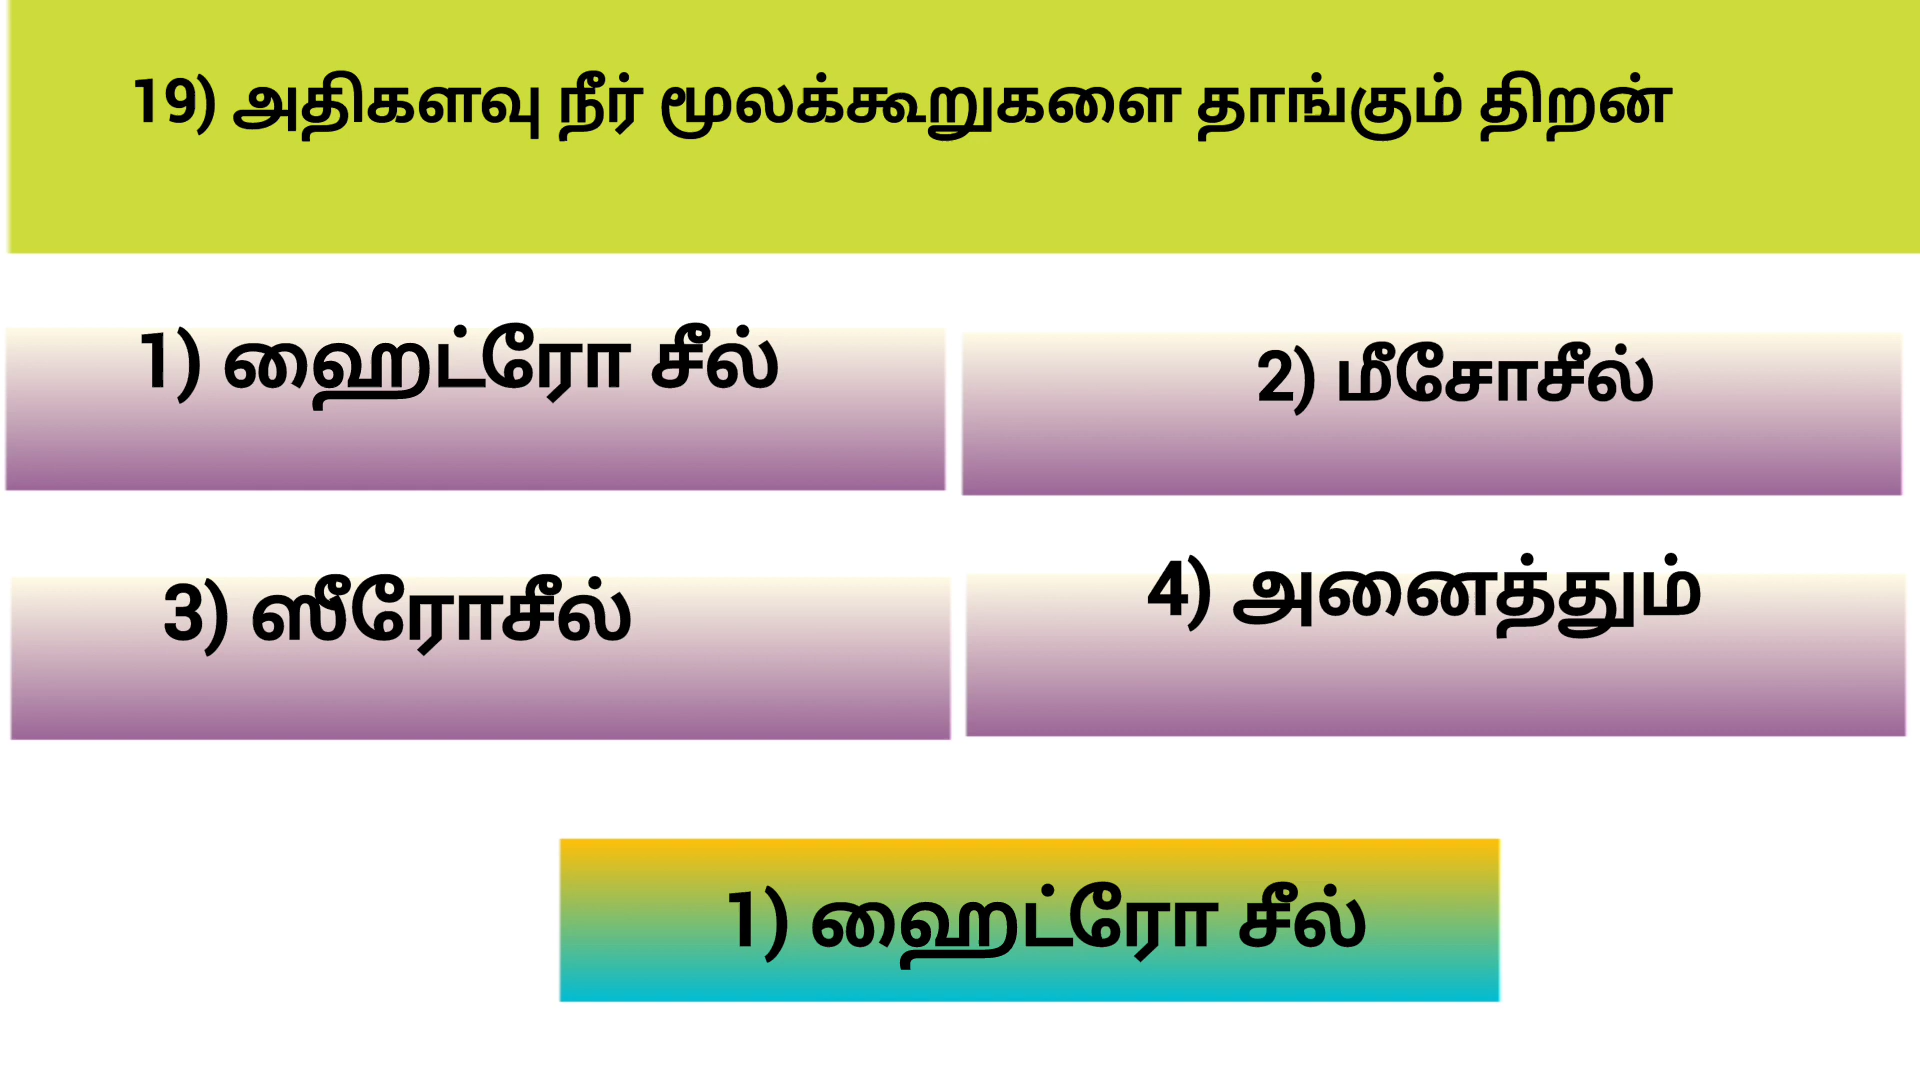 19) அதிகளவு நீர் மூலக்கூறுகளை தாங்கும் திறன்
1) ஹைட்ரோ சீல்
2) மீசோசீல்
3) ஸீரோசீல்
4) அனைத்தும்
1) ஹைட்ரோ சீல்